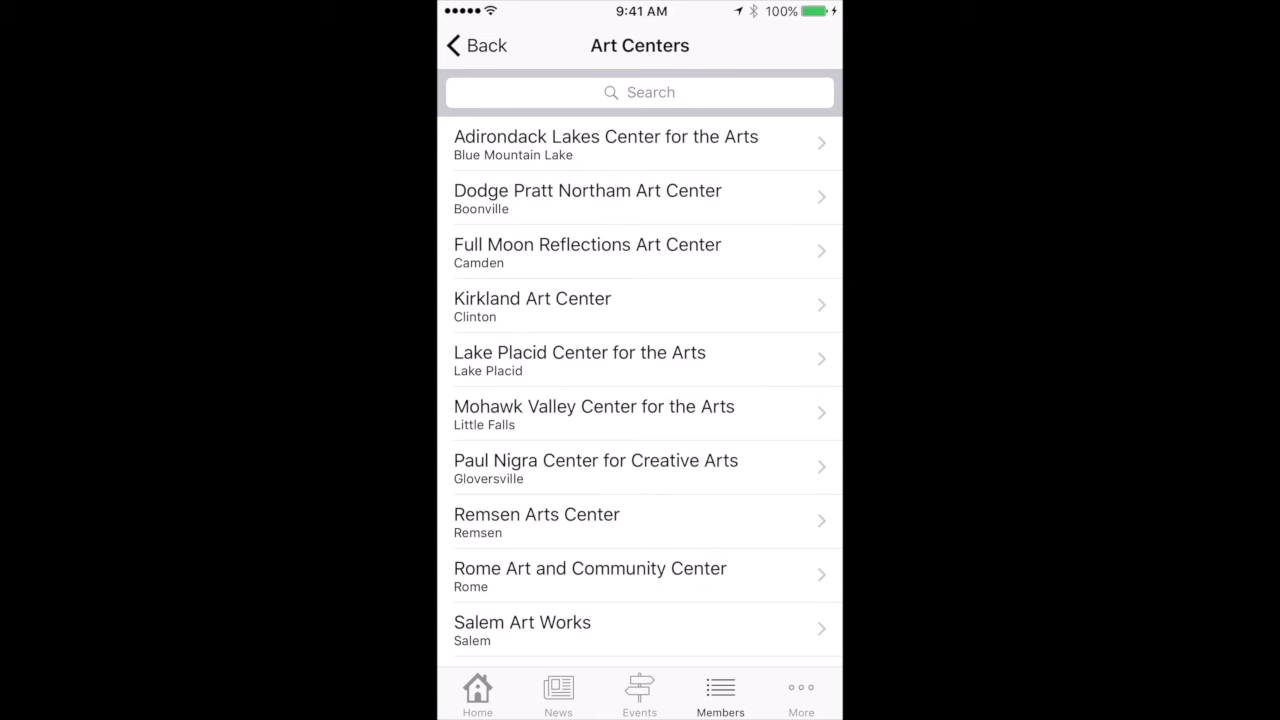 9:41 AM 100%
Back Art Centers
Search
Adirondack Lakes Center for the Arts
Blue Mountain Lake
Dodge Pratt Northam Art Center
Boonville
Full Moon Reflections Art Center
Camden
Kirkland Art Center
Clinton
Lake Placid Center for the Arts
Lake Placid
Mohawk Valley Center for the Arts
Little Falls
Paul Nigra Center for Creative Arts
Gloversville
Remsen Arts Center
Remsen
Rome Art and Community Center
Rome
Salem Art Works
Salem
Home News Events Members More